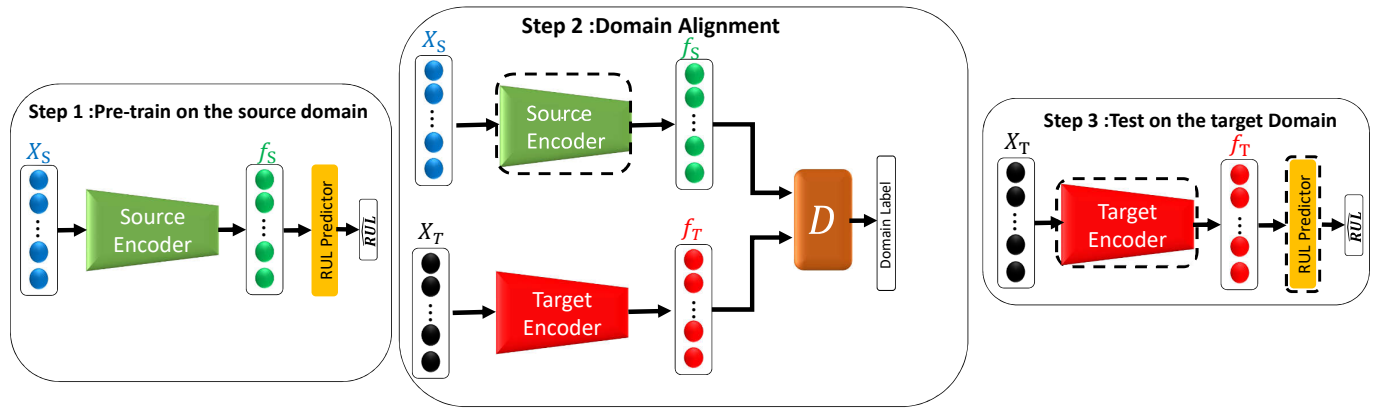 Step 1 :Pre-train on the source domain
X_S
f_S
Source
Encoder
RUL Predictor
\widehat{RUL}
Step 2 :Domain Alignment
X_S
f_S
Source
Encoder
X_T
f_T
Target
Encoder
D
Domain Label
Step 3 :Test on the target Domain
X_T
f_T
Target
Encoder
RUL Predictor
\widehat{RUL}